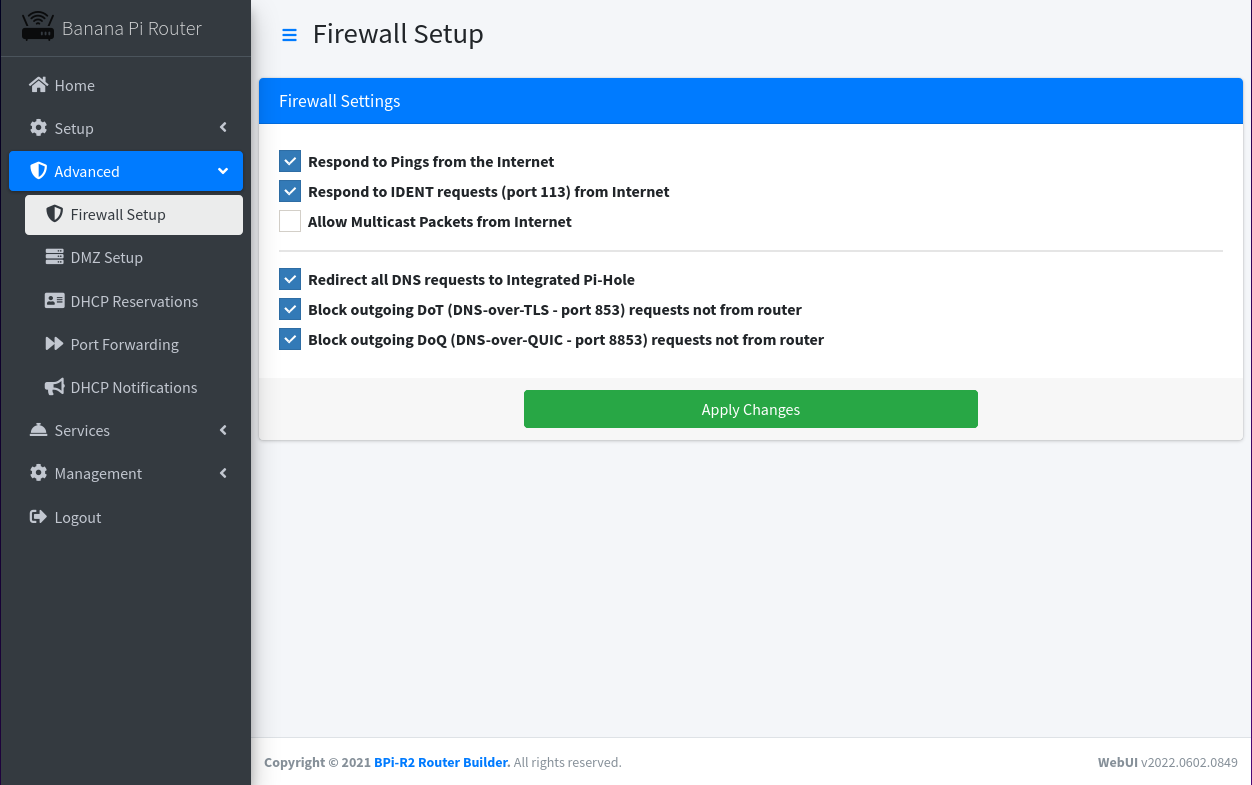 Banana Pi Router
Home
Setup
Advanced
Firewall Setup
DMZ Setup
DHCP Reservations
Port Forwarding
DHCP Notifications
Services
Management
Logout
Firewall Setup
Firewall Settings
Respond to Pings from the Internet
Respond to IDENT requests (port 113) from Internet
Allow Multicast Packets from Internet
Redirect all DNS requests to Integrated Pi-Hole
Block outgoing DoT (DNS-over-TLS - port 853) requests not from router
Block outgoing DoQ (DNS-over-QUIC - port 8853) requests not from router
Apply Changes
Copyright © 2021 BPi-R2 Router Builder. All rights reserved.
WebUI v2022.0602.0849